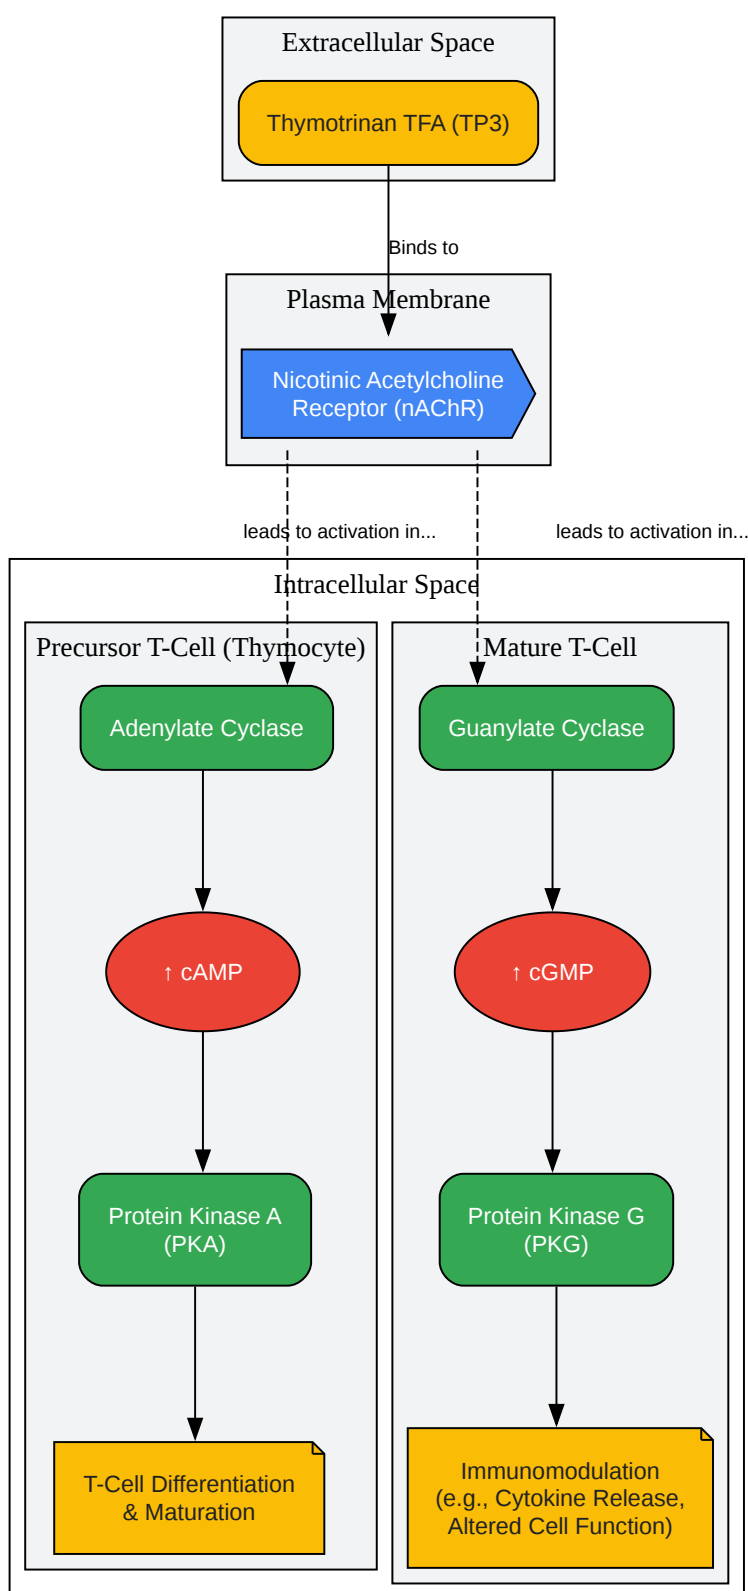 Extracellular Space
Thymotrinan TFA (TP3)
Binds to
Plasma Membrane
Nicotinic Acetylcholine
Receptor (nAChR)
leads to activation in...
leads to activation in...
Intracellular Space
Precursor T-Cell (Thymocyte)
Adenylate Cyclase
↑ cAMP
Protein Kinase A
(PKA)
T-Cell Differentiation
& Maturation
Mature T-Cell
Guanylate Cyclase
↑ cGMP
Protein Kinase G
(PKG)
Immunomodulation
(e.g., Cytokine Release,
Altered Cell Function)